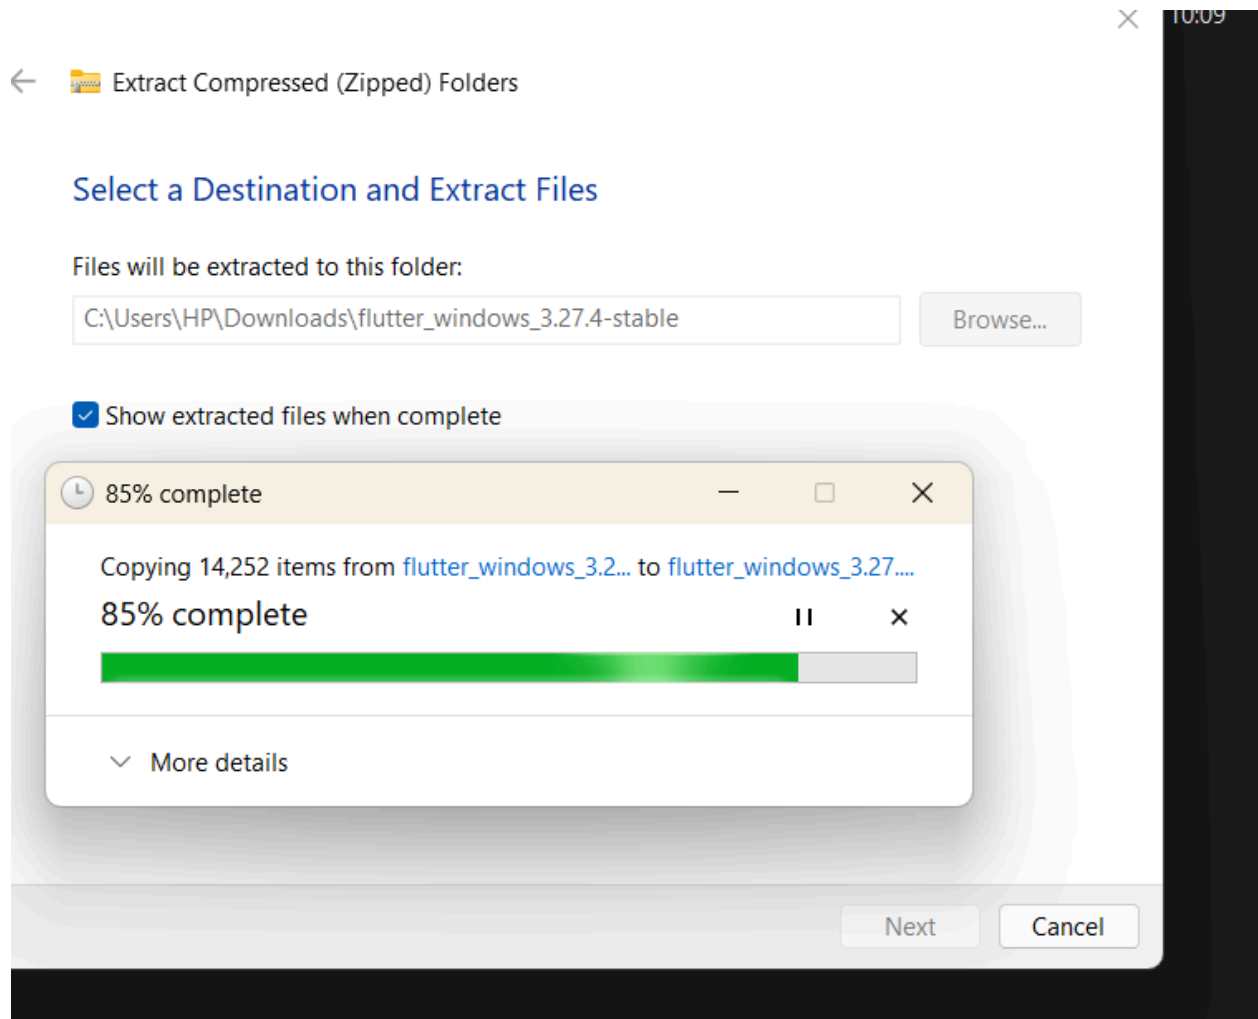 10:09
Extract Compressed (Zipped) Folders
Select a Destination and Extract Files
Files will be extracted to this folder:
C:\Users\HP\Downloads\flutter_windows_3.27.4-stable
Browse...
Show extracted files when complete
85% complete
Copying 14,252 items from flutter_windows_3.2... to flutter_windows_3.27....
85% complete
More details
Next
Cancel